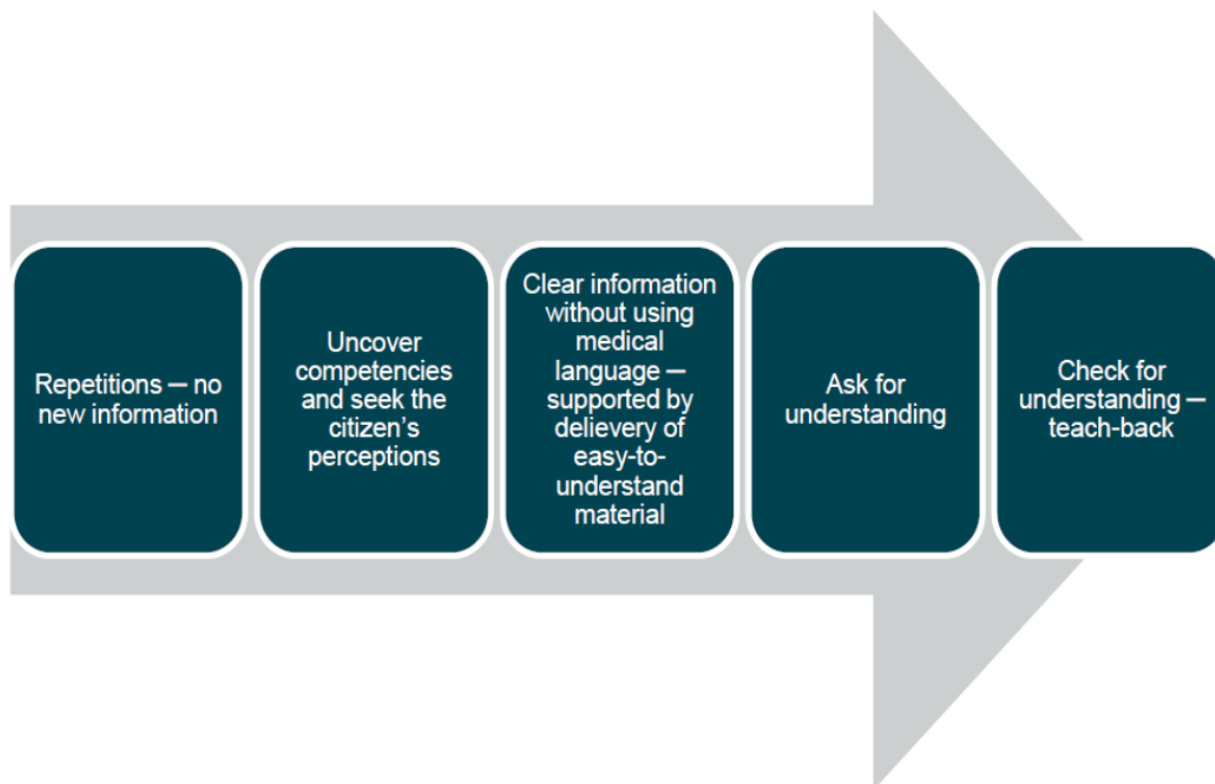 Repetitions — no
new information
Uncover
competencies
and seek the
citizen's
perceptions
Clear information
without using
medical
language —
supported by
delievery of
easy-to-
understand
material
Ask for
understanding
Check for
understanding —
teach-back